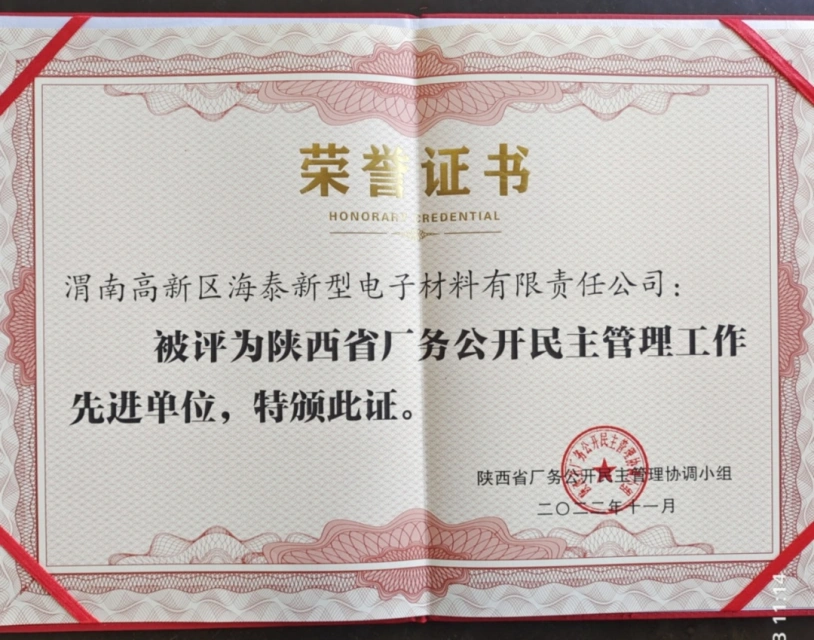 荣誉证书
HONORARY CREDENTIAL
渭南高新区海泰新型电子材料有限责任公司：
被评为陕西省厂务公开民主管理工作
先进单位，特颁此证。
陕西省厂务公开民主管理协调小组
二〇二二年十一月
11:14